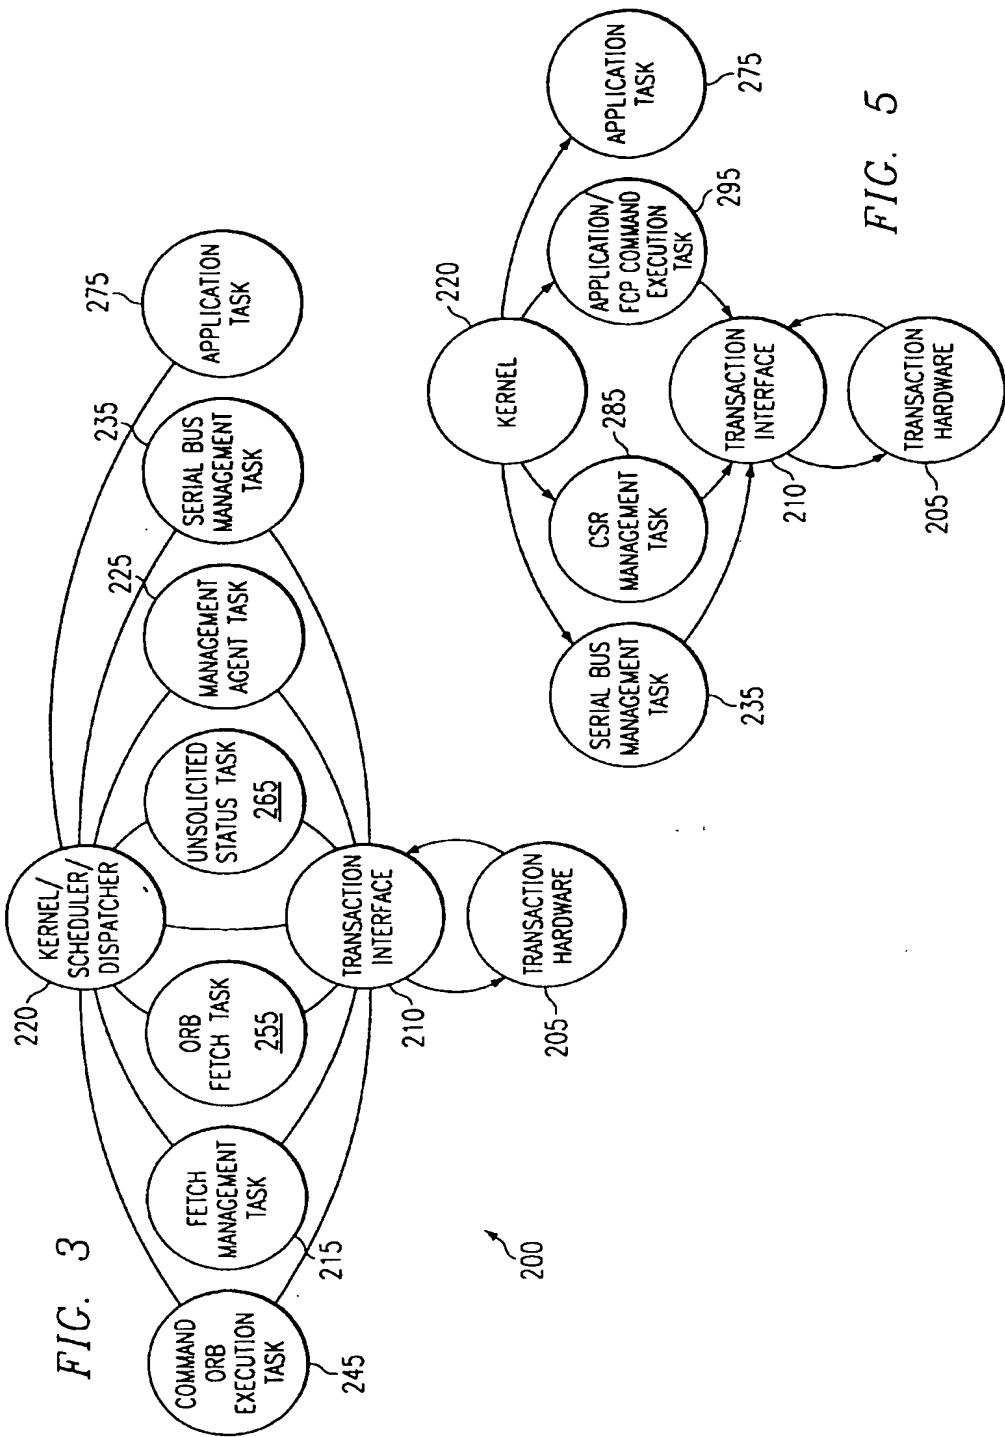 FIG. 3
KERNEL/
SCHEDULER/
DISPATCHER
220
COMMAND
ORB
EXECUTION
TASK
245
FETCH
MANAGEMENT
TASK
215
ORB
FETCH TASK
255
UNSOLICITED
STATUS TASK
265
MANAGEMENT
AGENT TASK
225
SERIAL BUS
MANAGEMENT
TASK
235
APPLICATION
TASK
275
TRANSACTION
INTERFACE
210
TRANSACTION
HARDWARE
205
200
KERNEL
220
SERIAL BUS
MANAGEMENT
TASK
235
CSR
MANAGEMENT
TASK
285
APPLICATION/
FCP COMMAND
EXECUTION
TASK
295
APPLICATION
TASK
275
TRANSACTION
INTERFACE
210
TRANSACTION
HARDWARE
205
FIG. 5